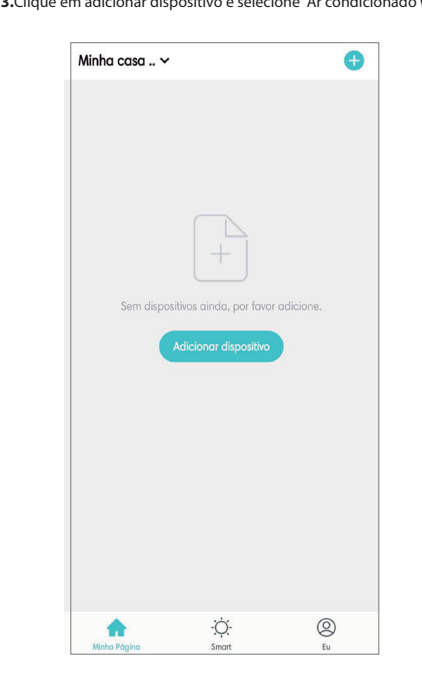 3.Clique em adicionar dispositivo e selecione "Ar condicionado
Minha casa ..
Sem dispositivos ainda, por favor adicione.
Adicionar dispositivo
Minha Página
Smart
Eu